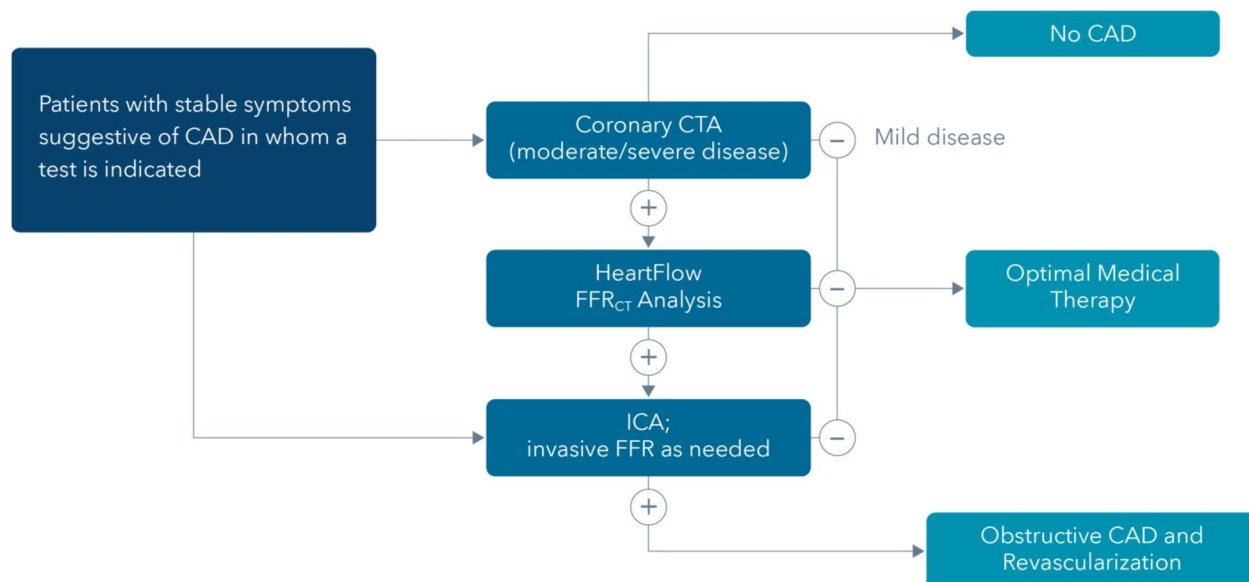 No CAD
Patients with stable symptoms
suggestive of CAD in whom a
test is indicated
Coronary CTA
(moderate/severe disease)
−
Mild disease
+
HeartFlow
FFRCT Analysis
−
Optimal Medical
Therapy
+
ICA;
invasive FFR as needed
−
+
Obstructive CAD and
Revascularization